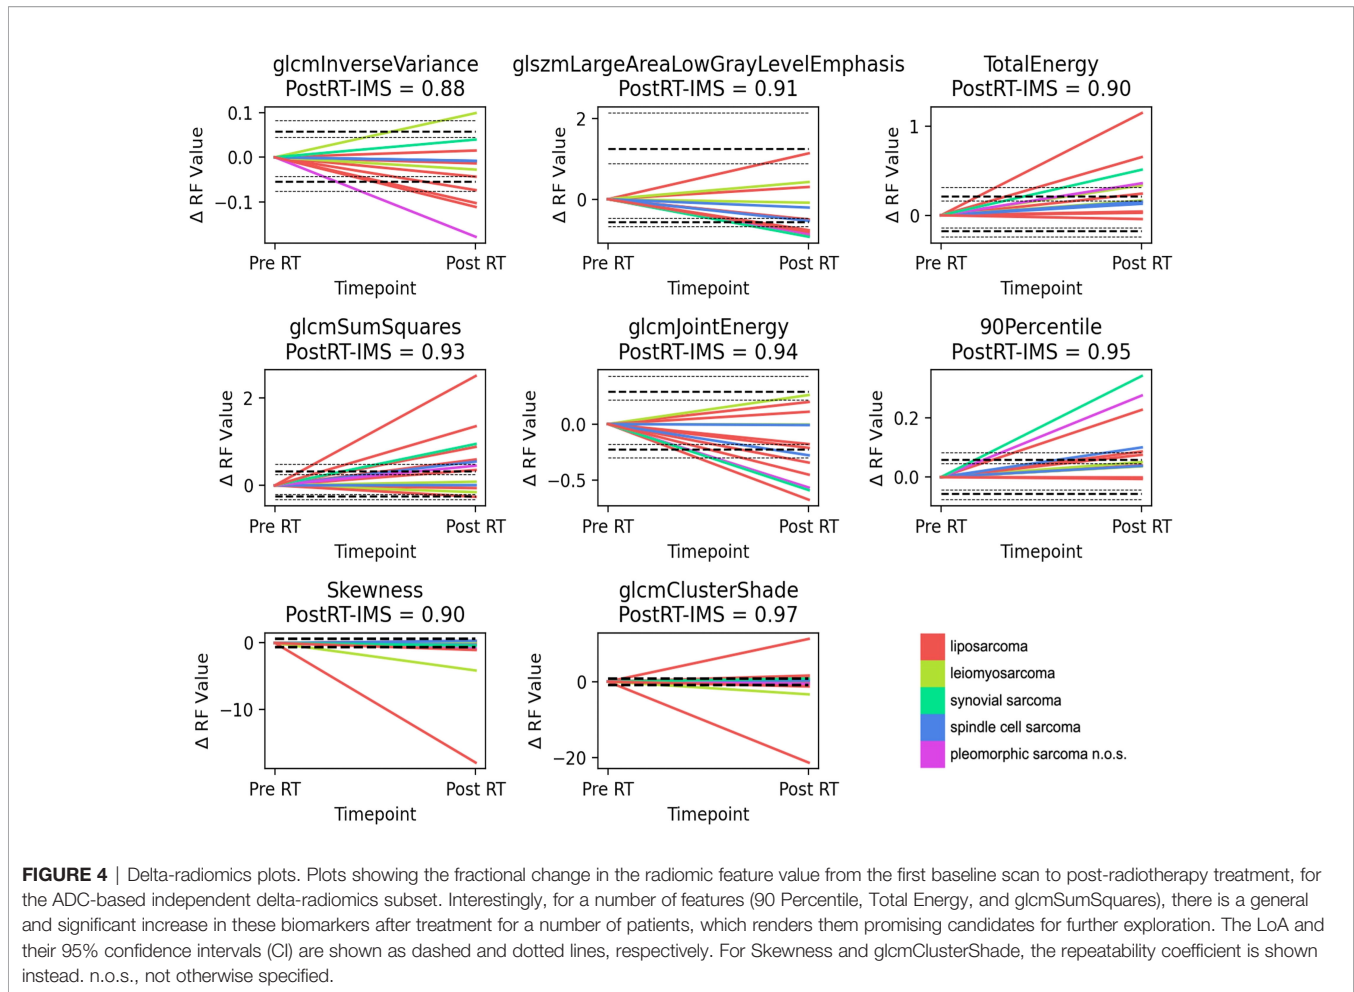 glcmInverseVariance
PostRT-IMS = 0.88
0.1
0.0
−0.1
Δ RF Value
Pre RT
Post RT
Timepoint
glszmLargeAreaLowGrayLevelEmphasis
PostRT-IMS = 0.91
2
0
Δ RF Value
Pre RT
Post RT
Timepoint
TotalEnergy
PostRT-IMS = 0.90
1
0
Δ RF Value
Pre RT
Post RT
Timepoint
glcmSumSquares
PostRT-IMS = 0.93
2
0
Δ RF Value
Pre RT
Post RT
Timepoint
glcmJointEnergy
PostRT-IMS = 0.94
0.0
−0.5
Δ RF Value
Pre RT
Post RT
Timepoint
90Percentile
PostRT-IMS = 0.95
0.2
0.0
Δ RF Value
Pre RT
Post RT
Timepoint
Skewness
PostRT-IMS = 0.90
0
−10
Δ RF Value
Pre RT
Post RT
Timepoint
glcmClusterShade
PostRT-IMS = 0.97
0
−20
Δ RF Value
Pre RT
Post RT
Timepoint
liposarcoma
leiomyosarcoma
synovial sarcoma
spindle cell sarcoma
pleomorphic sarcoma n.o.s.
FIGURE 4 | Delta-radiomics plots. Plots showing the fractional change in the radiomic feature value from the first baseline scan to post-radiotherapy treatment, for
the ADC-based independent delta-radiomics subset. Interestingly, for a number of features (90 Percentile, Total Energy, and glcmSumSquares), there is a general
and significant increase in these biomarkers after treatment for a number of patients, which renders them promising candidates for further exploration. The LoA and
their 95% confidence intervals (CI) are shown as dashed and dotted lines, respectively. For Skewness and glcmClusterShade, the repeatability coefficient is shown
instead. n.o.s., not otherwise specified.